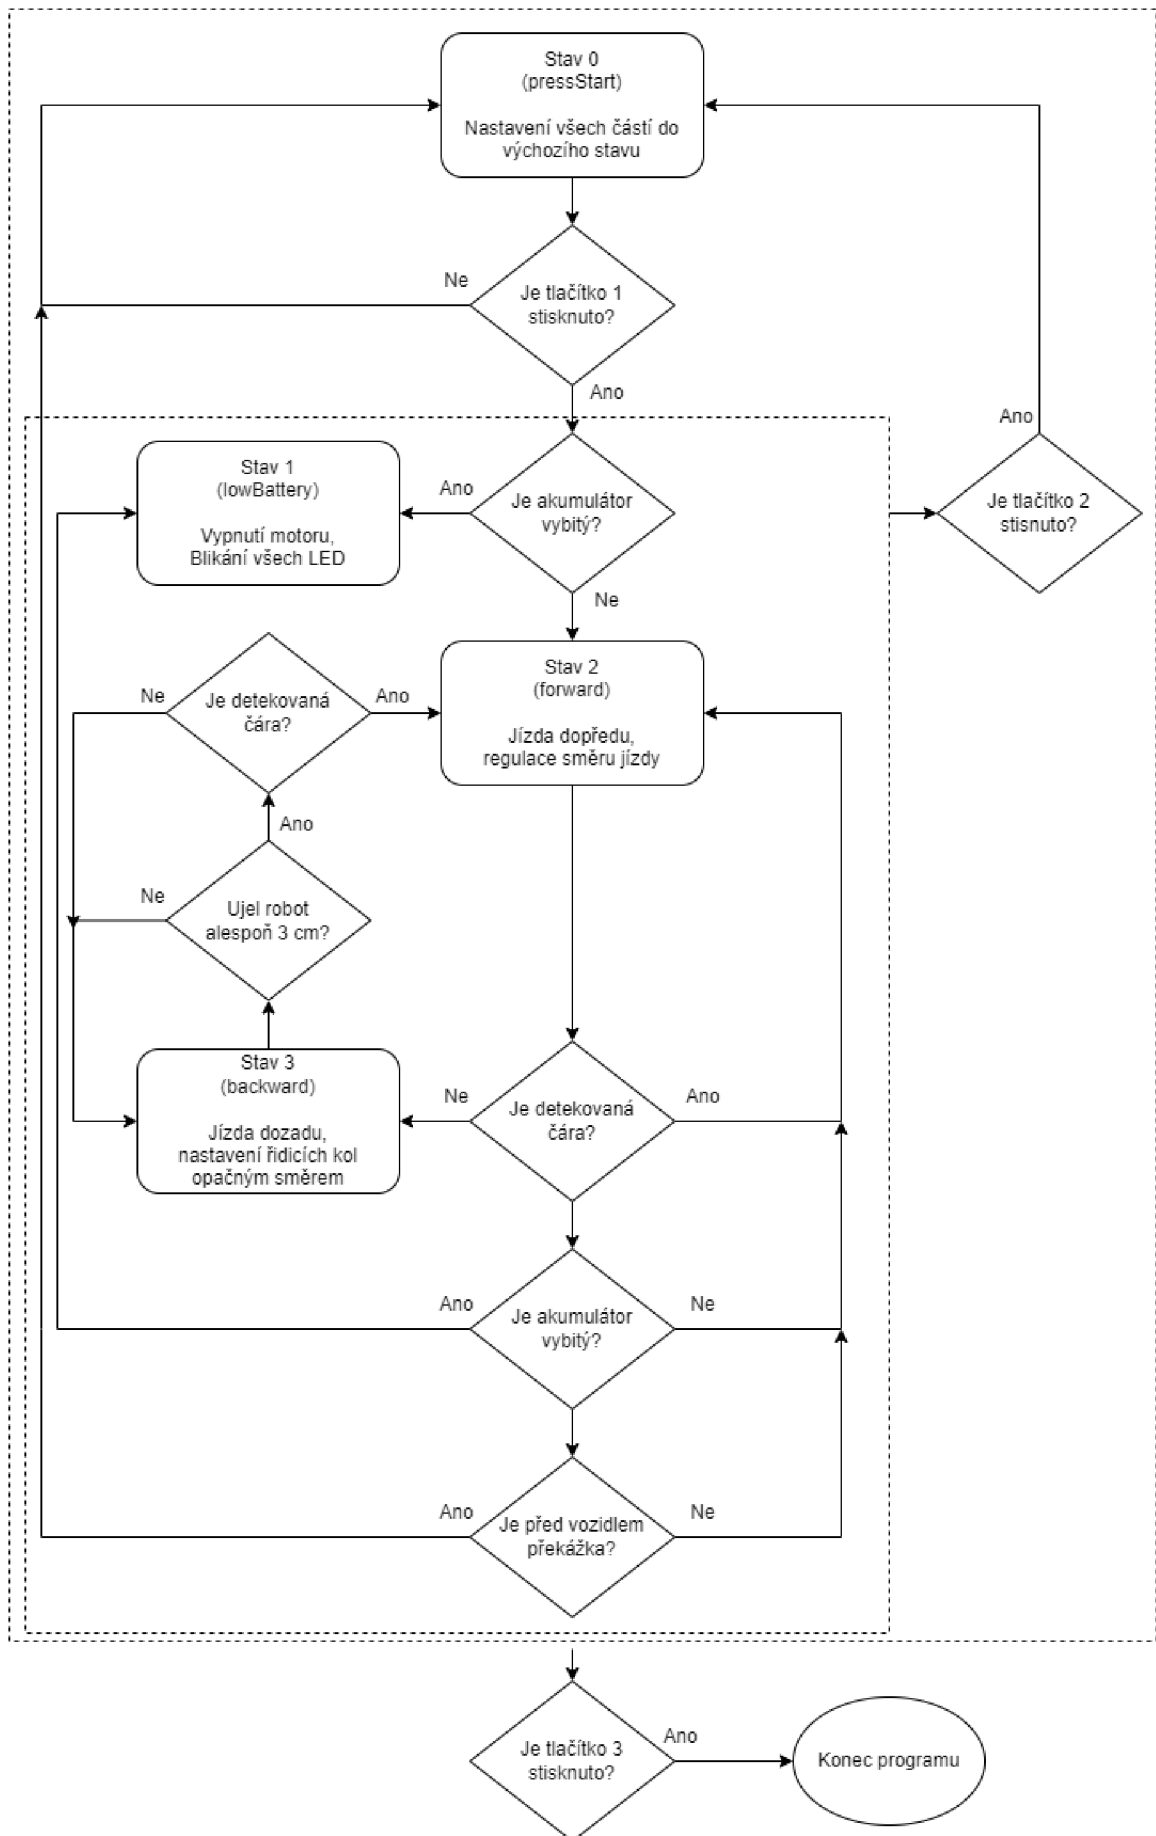 Stav 0
(pressStart)
Nastavení všech částí do
výchozího stavu
Ne
Je tlačítko 1
stisknuto?
Ano
Stav 1
(lowBattery)
Vypnutí motoru,
Blikání všech LED
Ano
Je akumulátor
vybitý?
Ne
Ano
Je tlačítko 2
stisnuto?
Ne
Je detekovaná
čára?
Ano
Stav 2
(forward)
Jízda dopředu,
regulace směru jízdy
Ano
Ne
Ujel robot
alespoň 3 cm?
Stav 3
(backward)
Jízda dozadu,
nastavení řidicích kol
opačným směrem
Ne
Je detekovaná
čára?
Ano
Ano
Je akumulátor
vybitý?
Ne
Ano
Je před vozidlem
překážka?
Ne
Je tlačítko 3
stisknuto?
Ano
Konec programu